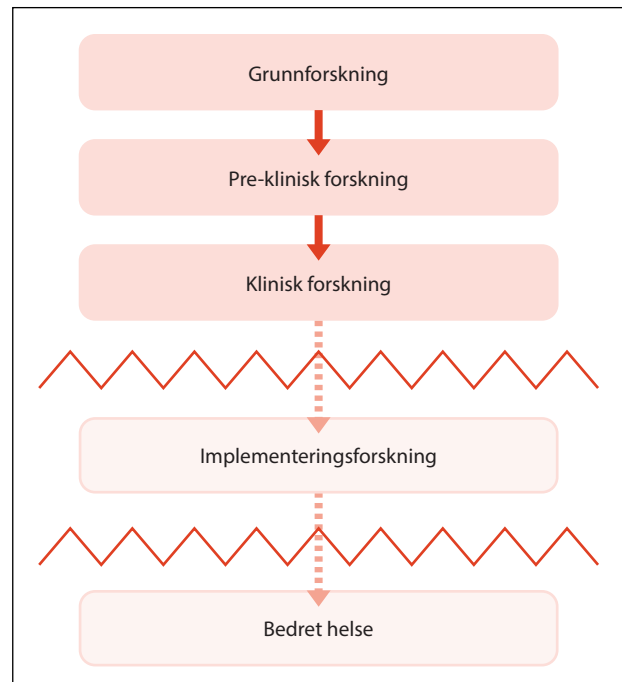 Grunnforskning
Pre-klinisk forskning
Klinisk forskning
Implementeringsforskning
Bedret helse